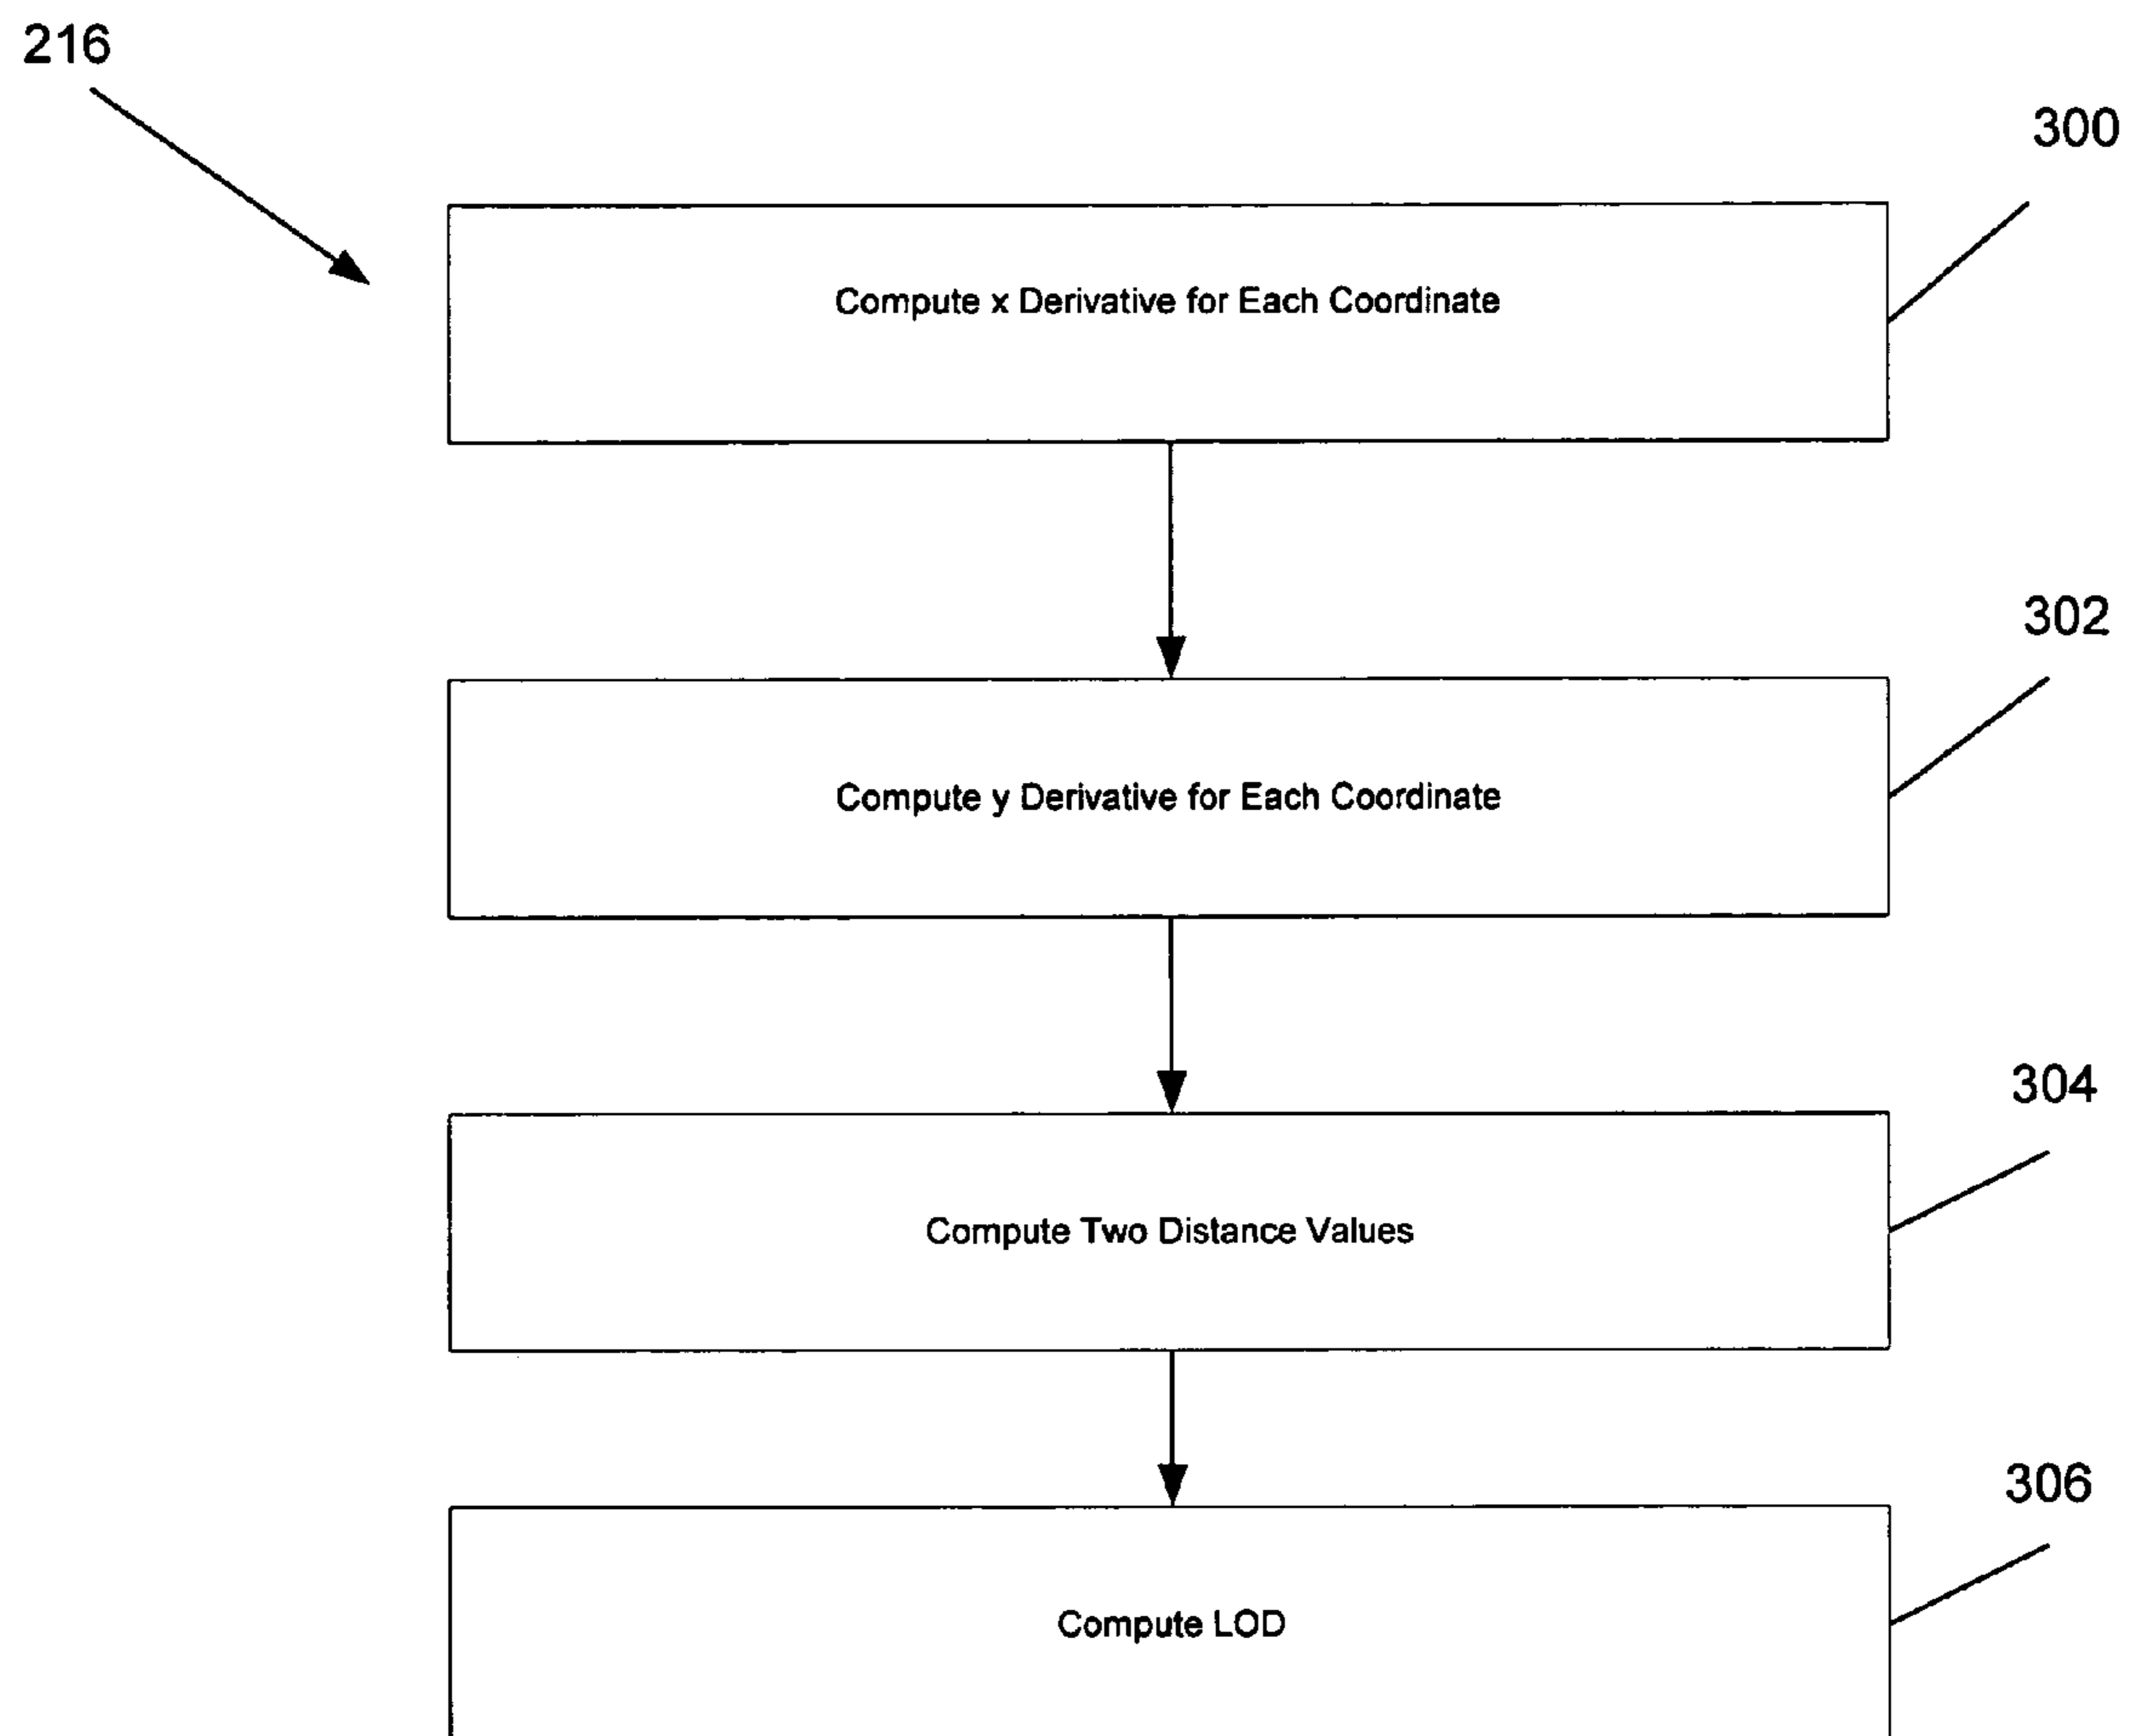 216
300
Compute x Derivative for Each Coordinate
302
Compute y Derivative for Each Coordinate
304
Compute Two Distance Values
306
Compute LOD